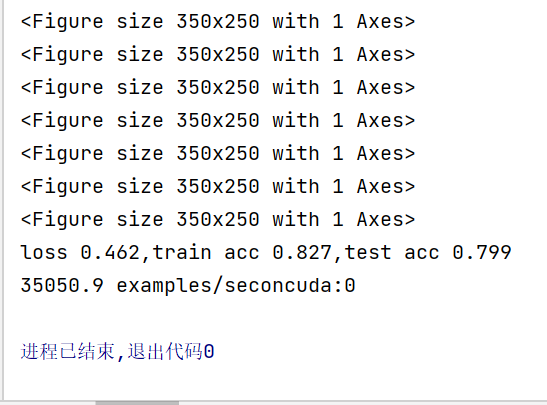 <Figure size 350x250 with 1 Axes>
<Figure size 350x250 with 1 Axes>
<Figure size 350x250 with 1 Axes>
<Figure size 350x250 with 1 Axes>
<Figure size 350x250 with 1 Axes>
<Figure size 350x250 with 1 Axes>
<Figure size 350x250 with 1 Axes>
loss 0.462,train acc 0.827,test acc 0.799
35050.9 examples/seconcuda:0
进程已结束,退出代码0